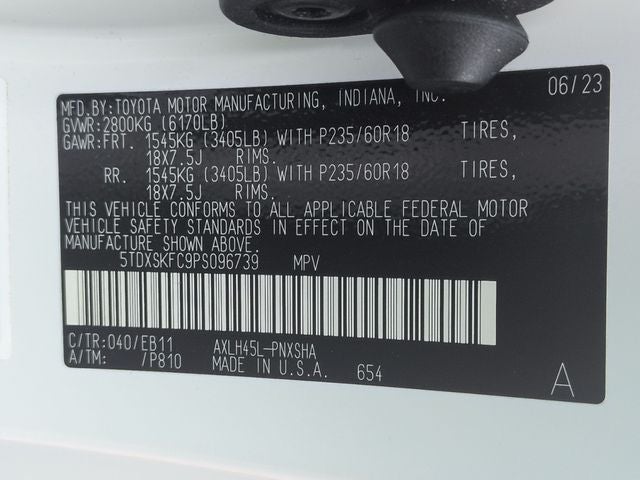 06/23
MFD.BY:TOYOTA MOTOR MANUFACTURING, INDIANA, INC.
GVWR:2800KG (6170LB)
GAWR:FRT. 1545KG (3405LB) WITH P235/60R18 TIRES,
18X7.5J RIMS.
RR. 1545KG (3405LB) WITH P235/60R18 TIRES,
18X7.5J RIMS.
THIS VEHICLE CONFORMS TO ALL APPLICABLE FEDERAL MOTOR
VEHICLE SAFETY STANDARDS IN EFFECT ON THE DATE OF
MANUFACTURE SHOWN ABOVE.
5TDXSKFC9PS096739 MPV
C/TR:040/EB11 AXLH45L-PNXSHA
A/TM: /P810 MADE IN U.S.A. 654
A